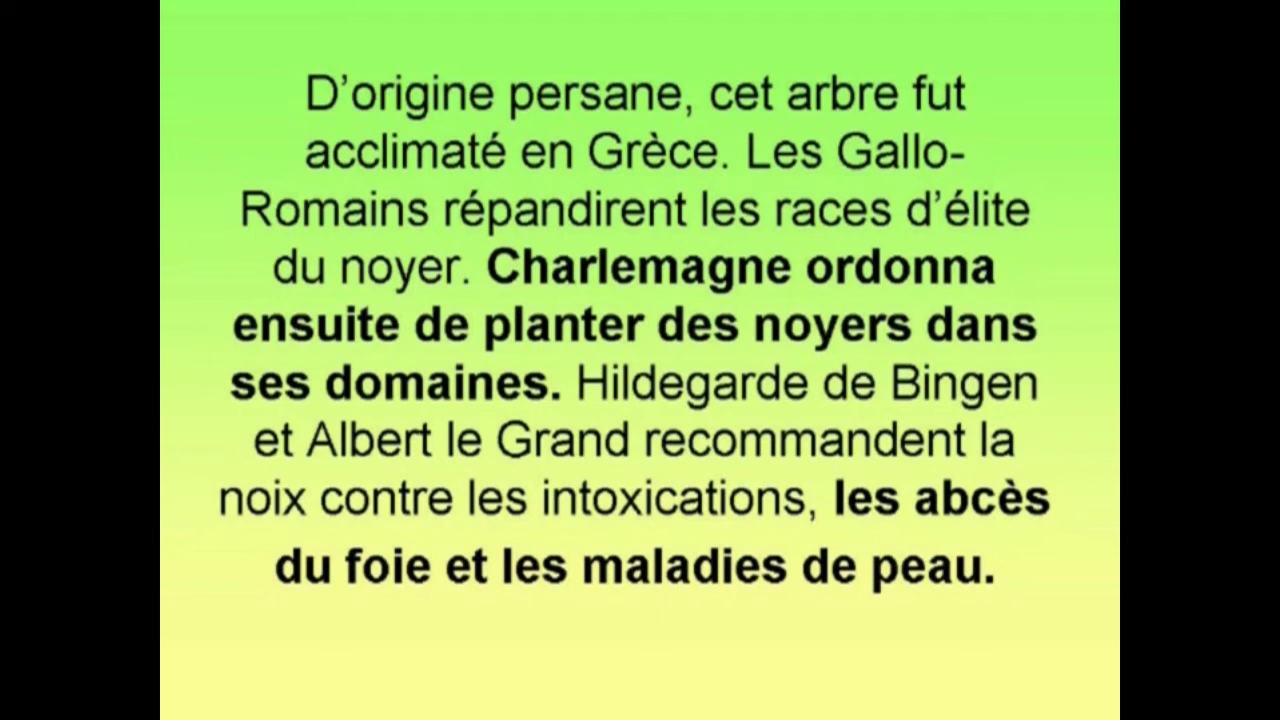 D’origine persane, cet arbre fut
acclimaté en Grèce. Les Gallo-
Romains répandirent les races d’élite
du noyer. Charlemagne ordonna
ensuite de planter des noyers dans
ses domaines. Hildegarde de Bingen
et Albert le Grand recommandent la
noix contre les intoxications, les abcès
du foie et les maladies de peau.